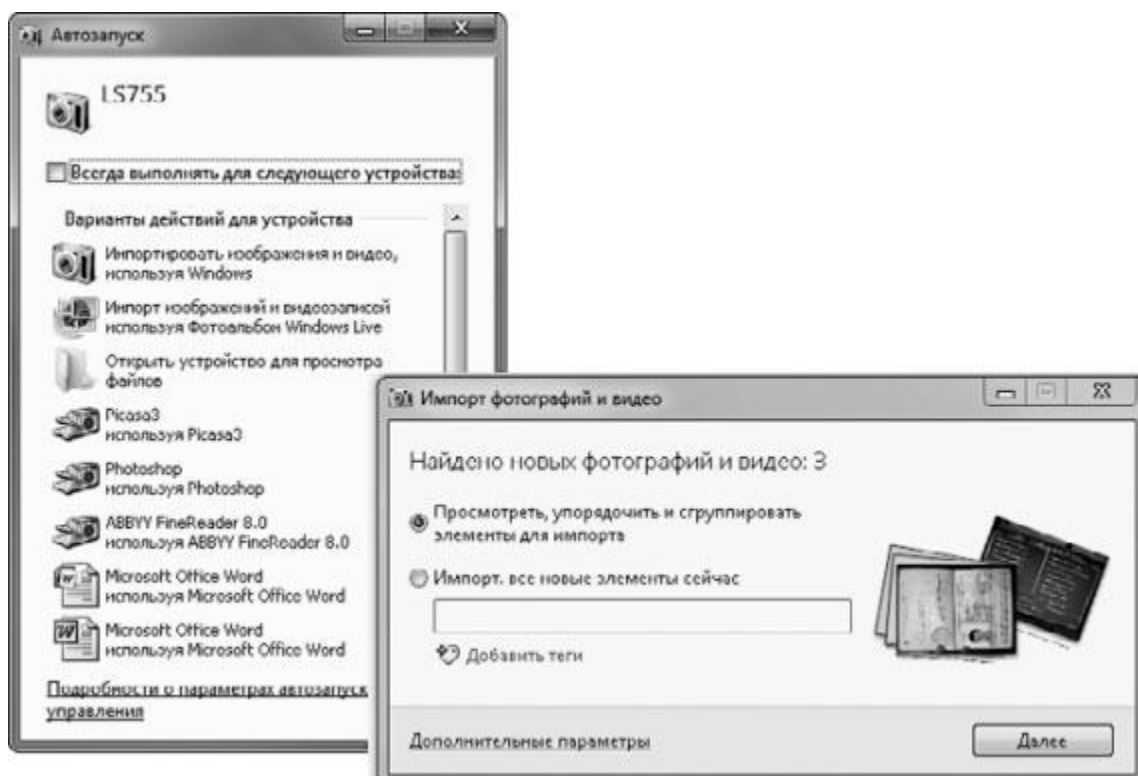 Автозапуск
LS755
Всегда выполнять для следующего устройства:
Варианты действий для устройства
Импортировать изображения и видео,
используя Windows
Импорт изображений и видеозаписей
используя Фотоальбон Windows Live
Открыть устройство для просмотра
файлов
Picasa3
используя Picasa3
Photoshop
используя Photoshop
ABBYY FineReader 8.0
используя ABBYY FineReader 8.0
Microsoft Office Word
используя Microsoft Office Word
Microsoft Office Word
используя Microsoft Office Word
Подробности о параметрах автозапуск
управления
Импорт фотографий и видео
Найдено новых фотографий и видео: 3
Просмотреть, упорядочить и сгруппировать
элементы для импорта
Импорт. все новые элементы сейчас
Добавить теги
Дополнительные параметры
Далее